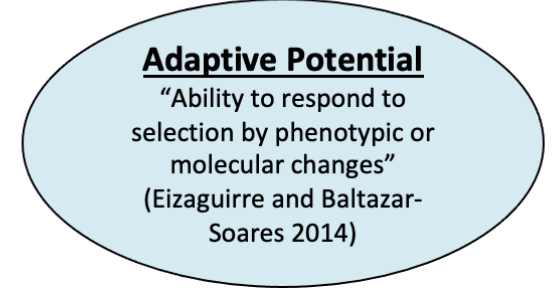 Adaptive Potential
“Ability to respond to
selection by phenotypic or
molecular changes”
(Eizaguirre and Baltazar-
Soares 2014)